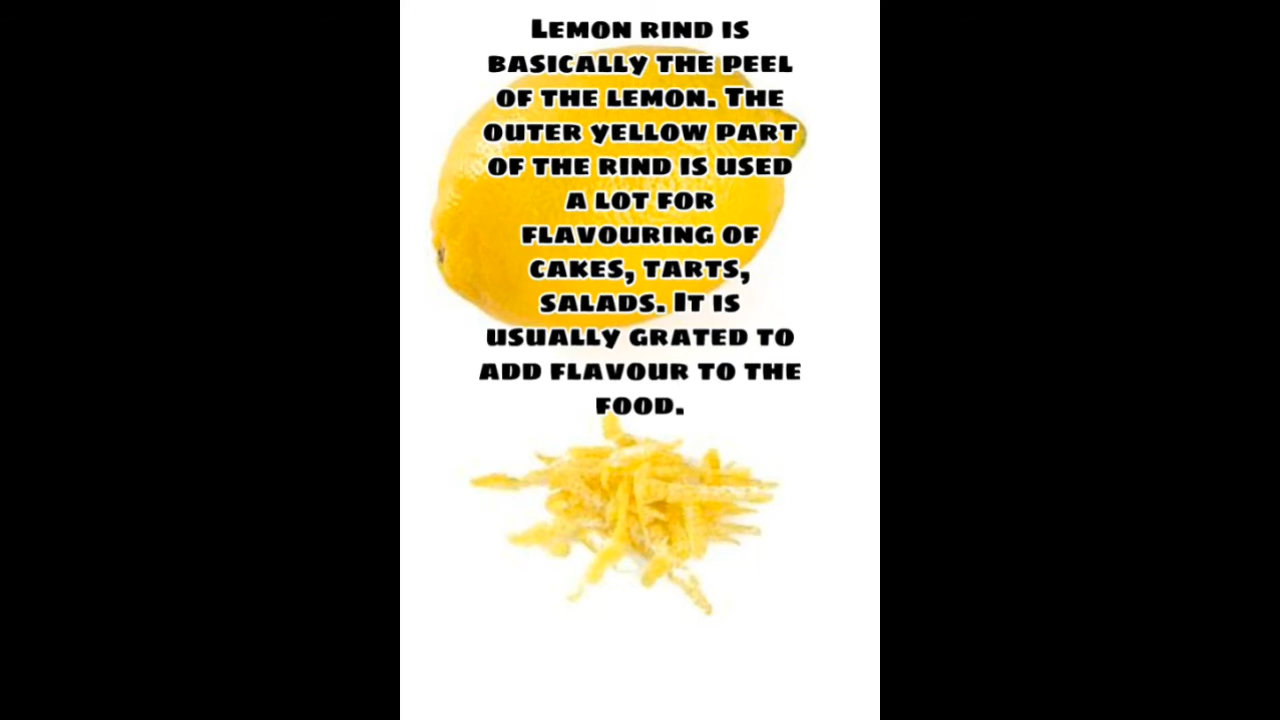 Lemon rind is
basically the peel
of the lemon. The
outer yellow part
of the rind is used
a lot for
flavouring of
cakes, tarts,
salads. It is
usually grated to
add flavour to the
food.